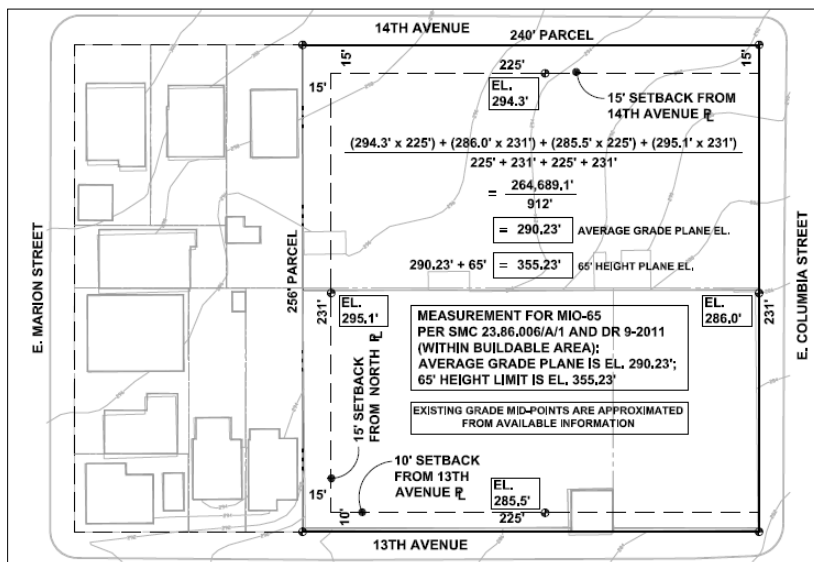 14TH AVENUE
240' PARCEL
15'
15'
225'
15'
EL.
294.3'
15' SETBACK FROM
14TH AVENUE PL
(294.3' x 225') + (286.0' x 231') + (285.5' x 225') + (295.1' x 231')
225' + 231' + 225' + 231'
= 264,689.1'
912'
= 290.23' AVERAGE GRADE PLANE EL.
290.23' + 65' = 355.23' 65' HEIGHT PLANE EL.
E. MARION STREET
256' PARCEL
231'
EL.
295.1'
EL.
286.0'
231'
E. COLUMBIA STREET
MEASUREMENT FOR MIO-65
PER SMC 23.86.006/A/1 AND DR 9-2011
(WITHIN BUILDABLE AREA):
AVERAGE GRADE PLANE IS EL. 290.23';
65' HEIGHT LIMIT IS EL. 355.23'
EXISTING GRADE MID-POINTS ARE APPROXIMATED
FROM AVAILABLE INFORMATION
15' SETBACK
FROM NORTH PL
10' SETBACK
FROM 13TH
AVENUE PL
15'
10'
EL.
285.5'
225'
13TH AVENUE